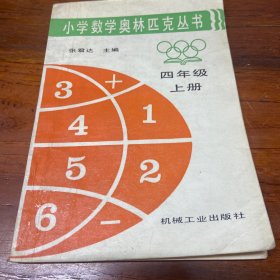 小学数学奥林匹克丛书
张君达 主编
四年级
上册
3 + 1
4
5 2
6 -
机械工业出版社